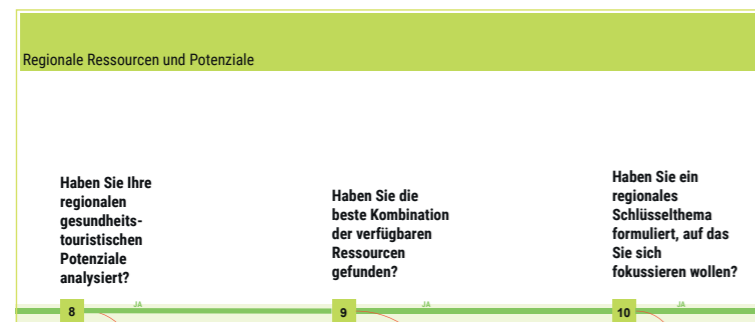 Regionale Ressourcen und Potenziale
Haben Sie Ihre
regionalen
gesundheits-
touristischen
Potenziale
analysiert?
Haben Sie die
beste Kombination
der verfügbaren
Ressourcen
gefunden?
Haben Sie ein
regionales
Schlüsselthema
formuliert, auf das
Sie sich
fokussieren wollen?
8
JA
9
JA
10
JA